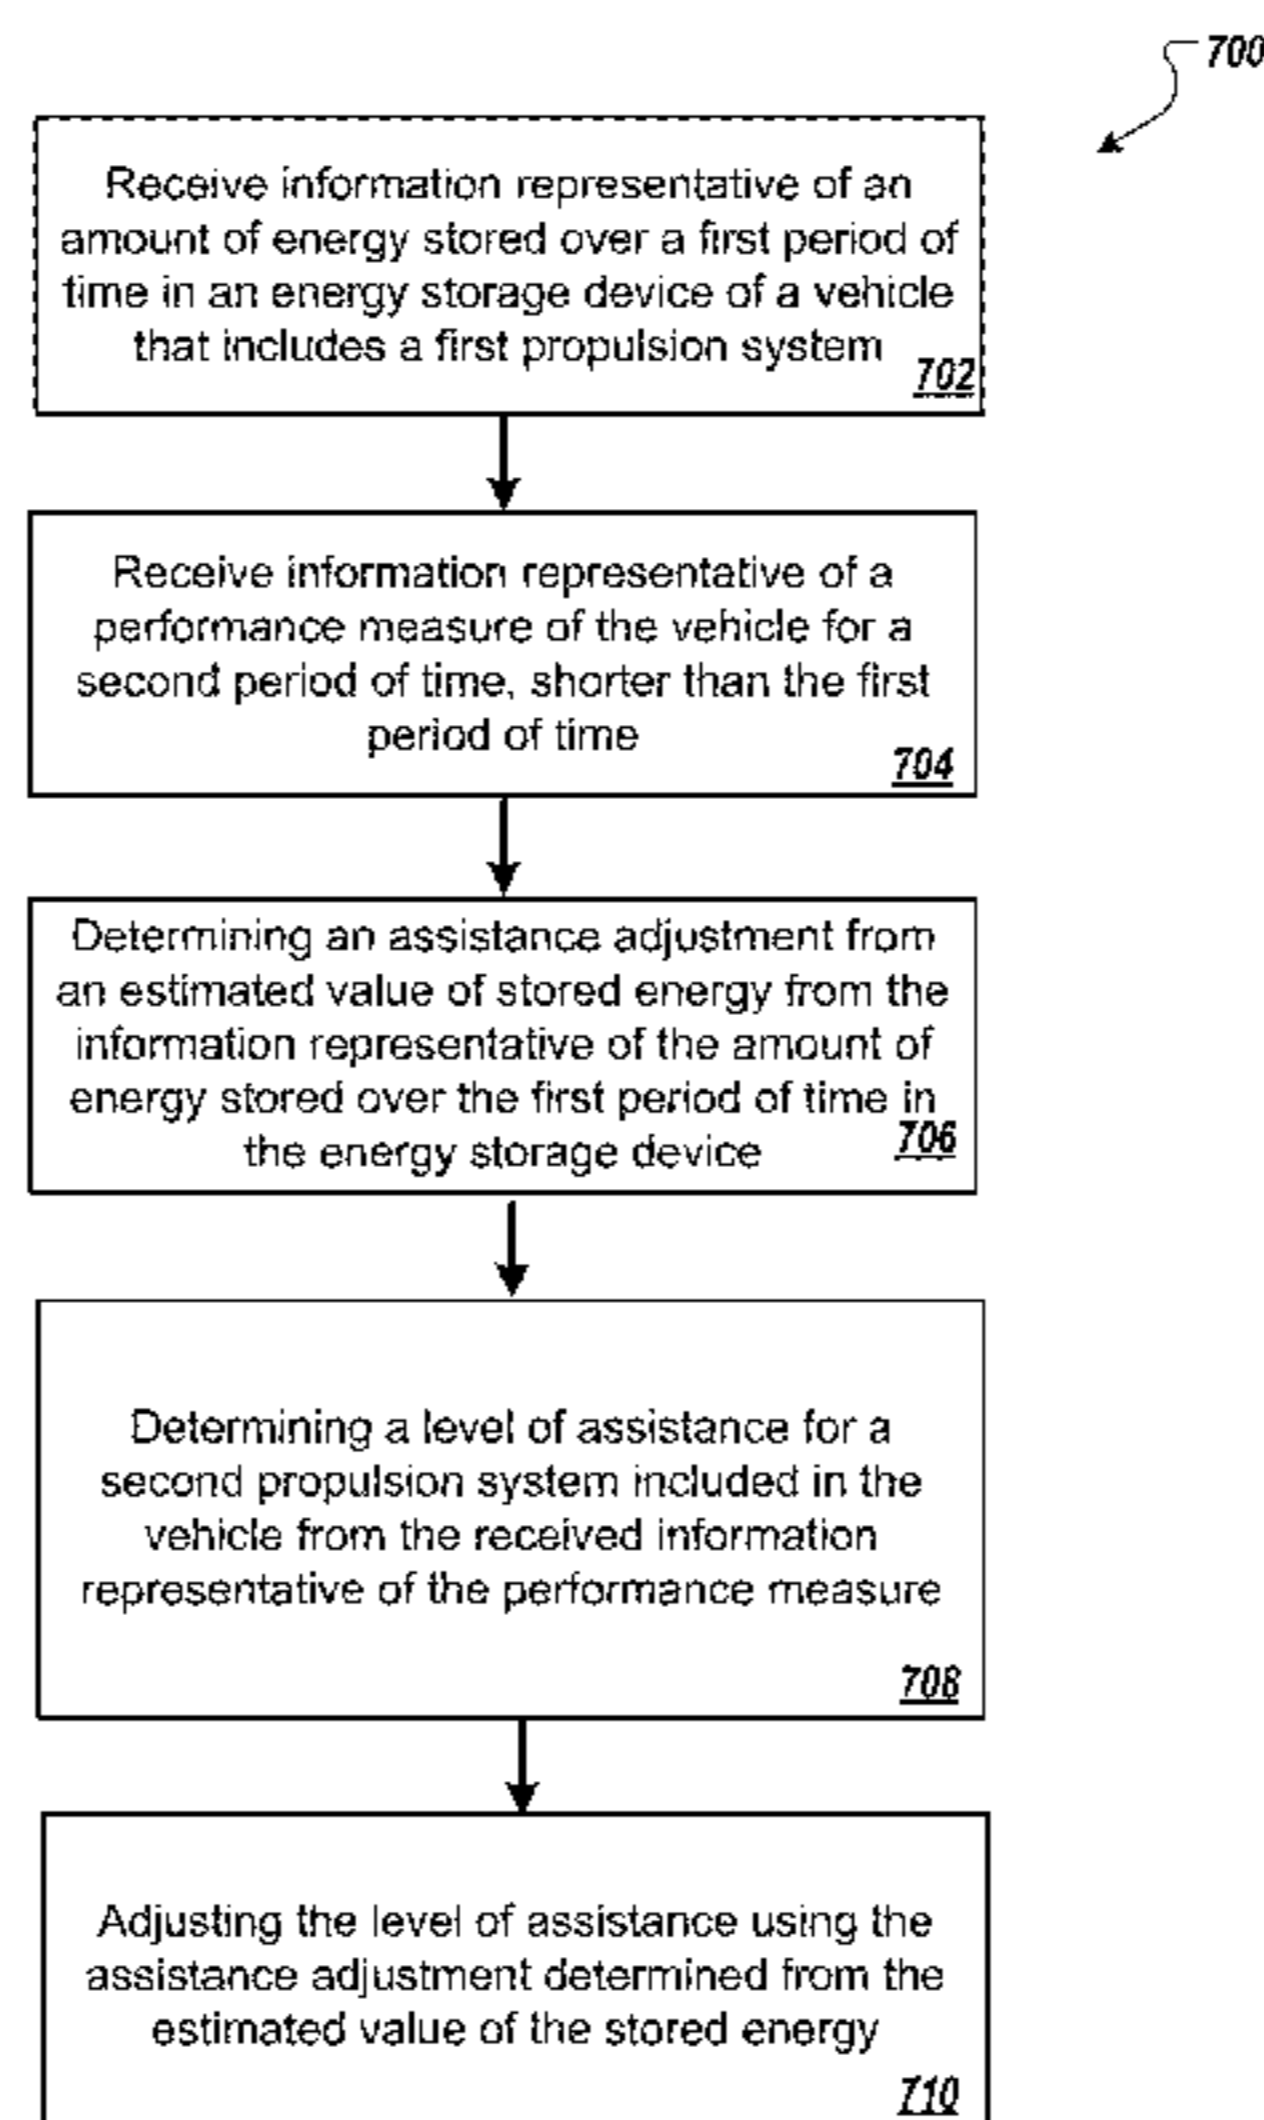 700
Receive information representative of an
amount of energy stored over a first period of
time in an energy storage device of a vehicle
that includes a first propulsion system
702
Receive information representative of a
performance measure of the vehicle for a
second period of time, shorter than the first
period of time
704
Determining an assistance adjustment from
an estimated value of stored energy from the
information representative of the amount of
energy stored over the first period of time in
the energy storage device
706
Determining a level of assistance for a
second propulsion system included in the
vehicle from the received information
representative of the performance measure
708
Adjusting the level of assistance using the
assistance adjustment determined from the
estimated value of the stored energy
710